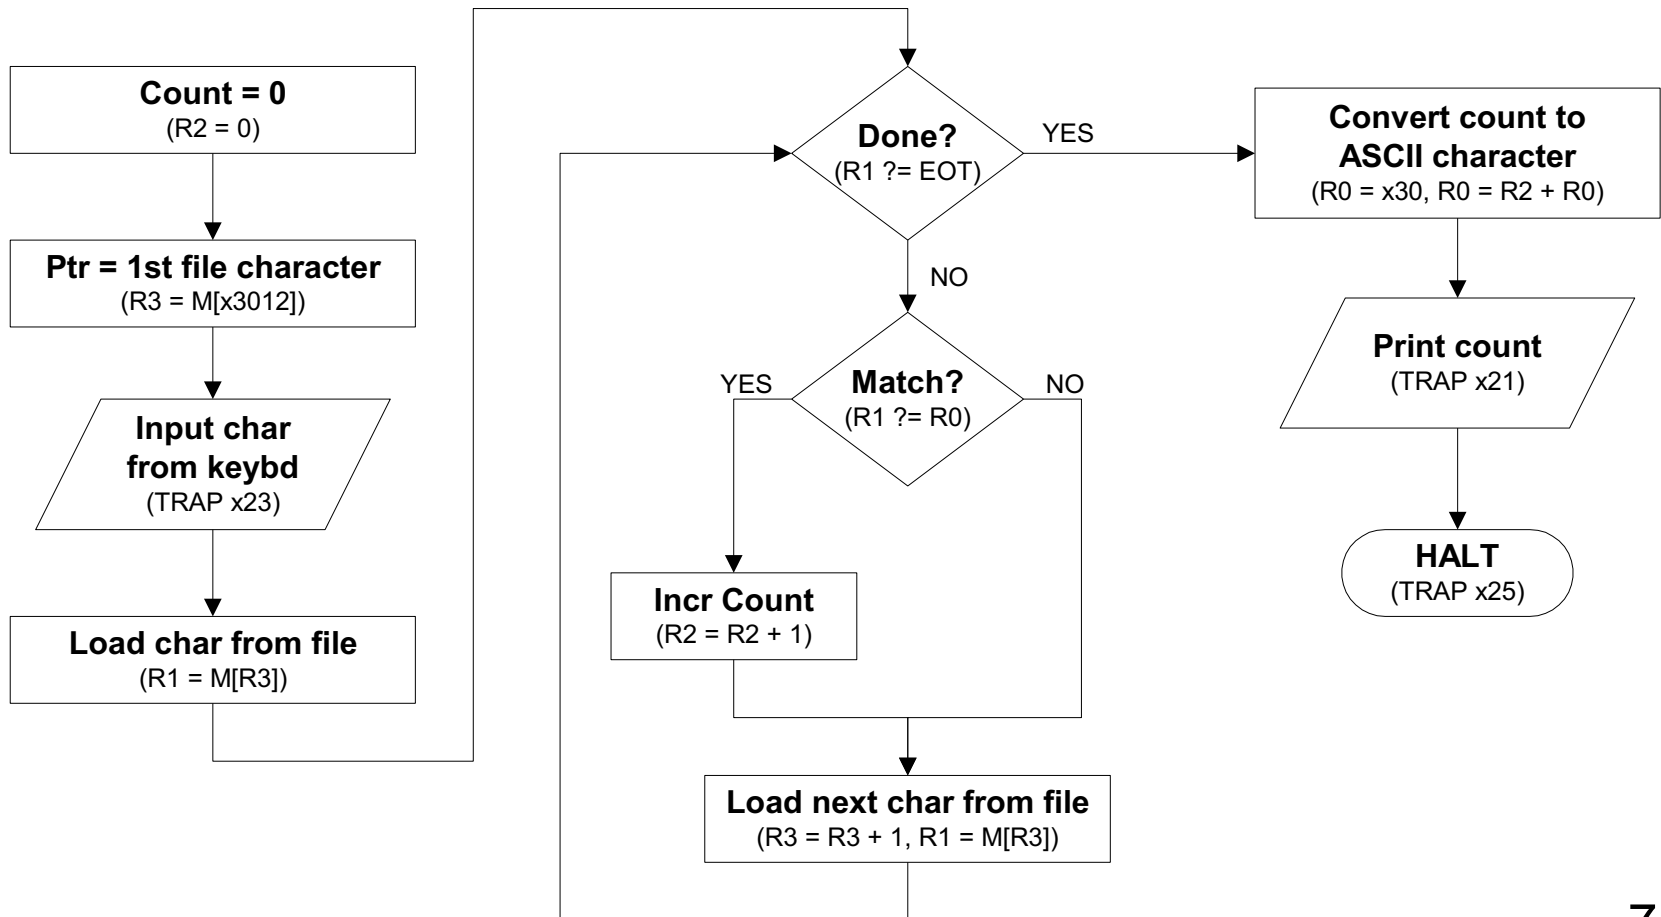 Count = 0
(R2 = 0)
Ptr = 1st file character
(R3 = M[x3012])
Input char
from keybd
(TRAP x23)
Load char from file
(R1 = M[R3])
Done?
(R1 ?= EOT)
YES
NO
Match?
(R1 ?= R0)
YES
NO
Incr Count
(R2 = R2 + 1)
Load next char from file
(R3 = R3 + 1, R1 = M[R3])
Convert count to
ASCII character
(R0 = x30, R0 = R2 + R0)
Print count
(TRAP x21)
HALT
(TRAP x25)